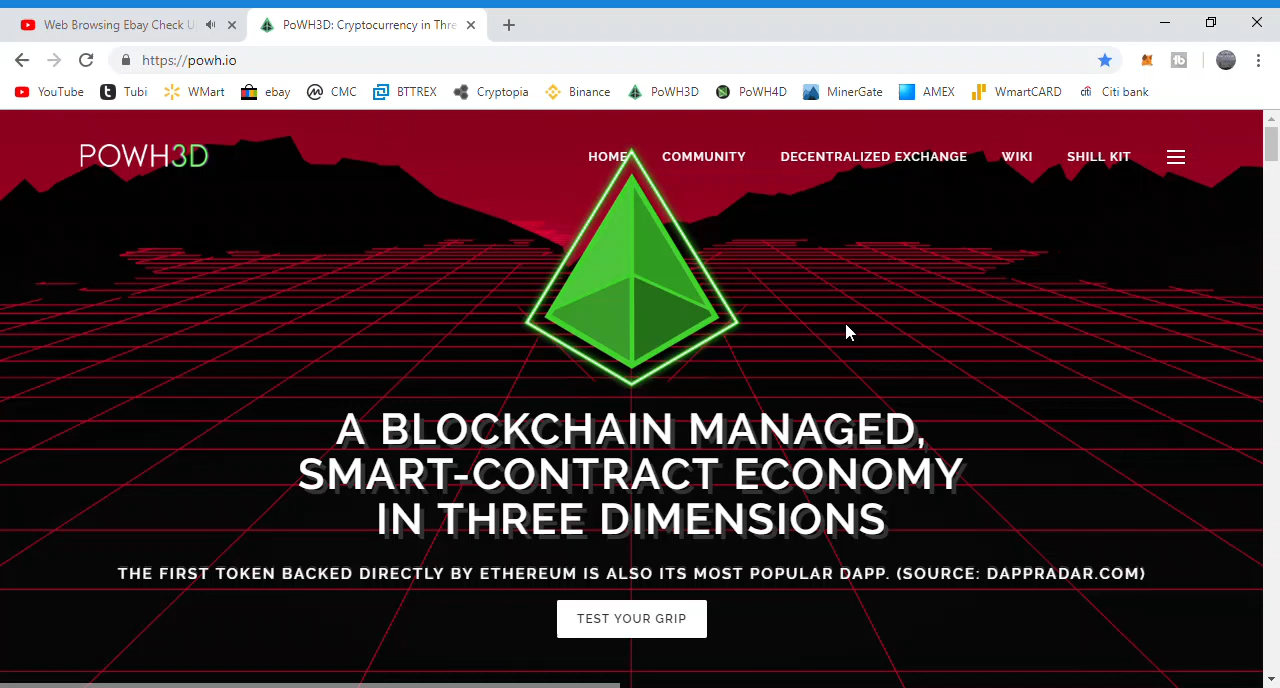 Web Browsing Ebay Check U
PoWH3D: Cryptocurrency in Thre
https://powh.io
YouTube Tubi WMart ebay CMC BTTREX Cryptopia Binance PoWH3D PoWH4D MinerGate AMEX WmartCARD Citi bank
POWH3D
HOME COMMUNITY DECENTRALIZED EXCHANGE WIKI SHILL KIT
A BLOCKCHAIN MANAGED,
SMART-CONTRACT ECONOMY
IN THREE DIMENSIONS
THE FIRST TOKEN BACKED DIRECTLY BY ETHEREUM IS ALSO ITS MOST POPULAR DAPP. (SOURCE: DAPPRADAR.COM)
TEST YOUR GRIP